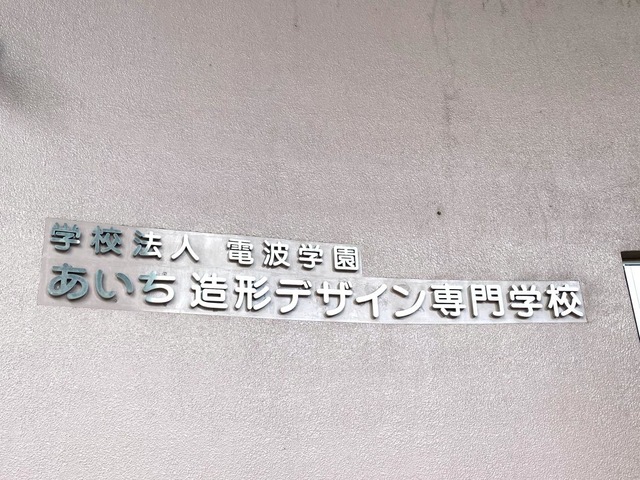 学校法人 電波学園
あいち造形デザイン専門学校